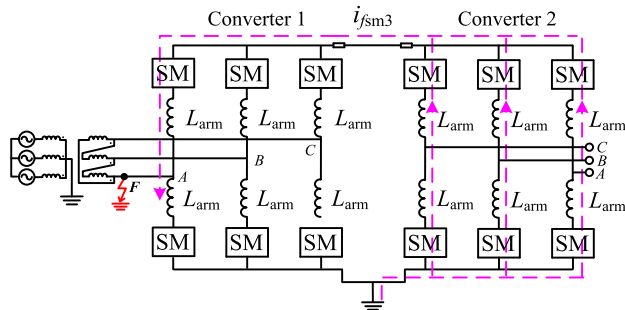 Converter 1 i_fsm3 Converter 2
SM SM SM SM SM SM
L_arm L_arm L_arm L_arm L_arm L_arm
C C
B B
A A
F
L_arm L_arm L_arm L_arm L_arm L_arm
SM SM SM SM SM SM